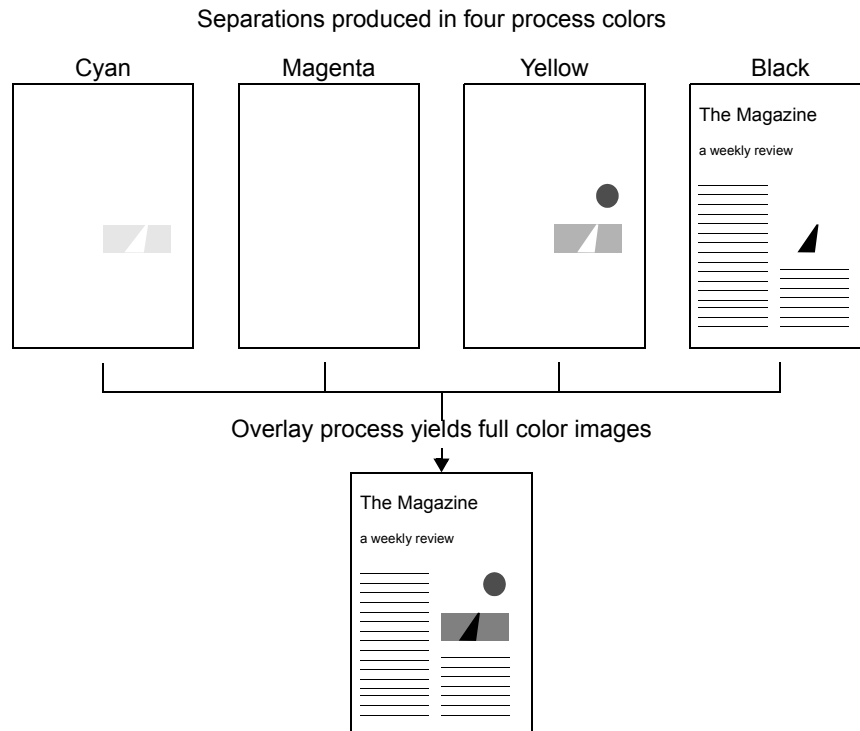 Separations produced in four process colors
Cyan
Magenta
Yellow
Black
The Magazine
a weekly review
Overlay process yields full color images
The Magazine
a weekly review